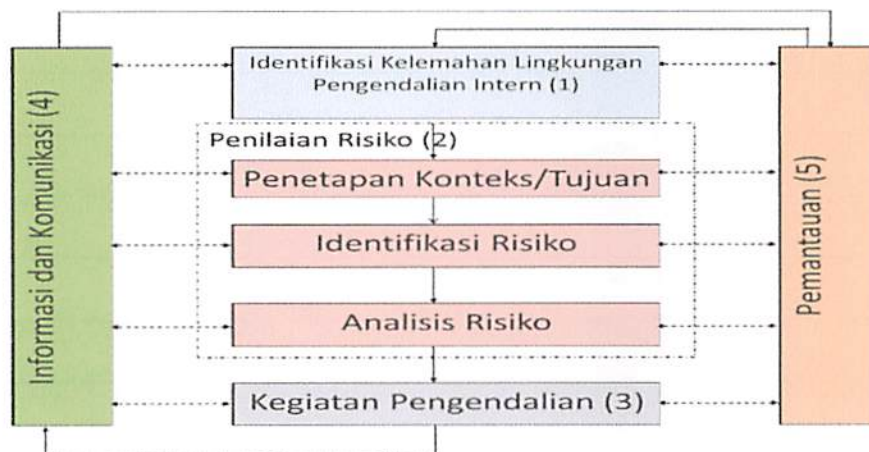 Identifikasi Kelemahan Lingkungan
Pengendalian Intern (1)
Penilaian Risiko (2)
Penetapan Konteks/Tujuan
Identifikasi Risiko
Analisis Risiko
Kegiatan Pengendalian (3)
Informasi dan Komunikasi (4)
Pemantauan (5)